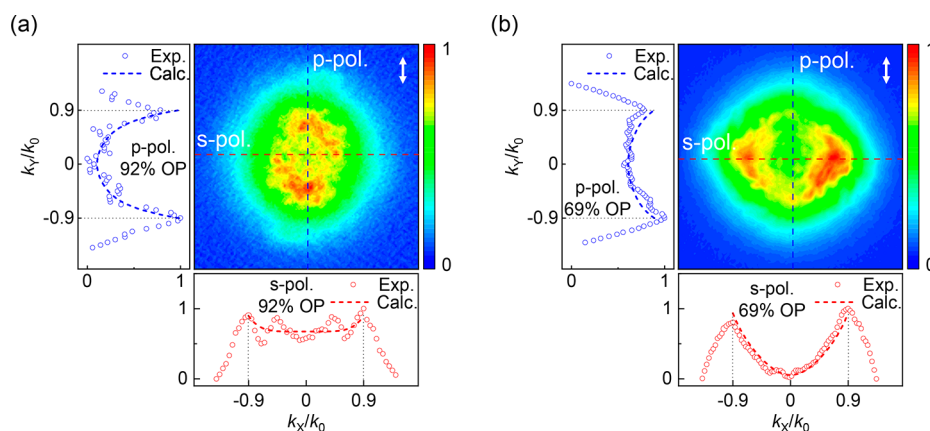 (a)
Exp.
Calc.
0.9
0
-0.9
kY/k0
p-pol.
92% OP
0
1
p-pol.
s-pol.
1
0
s-pol.
92% OP
Exp.
Calc.
1
0
-0.9
0
0.9
kX/k0
(b)
Exp.
Calc.
0.9
0
-0.9
kY/k0
p-pol.
69% OP
0
1
p-pol.
s-pol.
1
0
s-pol.
69% OP
Exp.
Calc.
1
0
-0.9
0
0.9
kX/k0